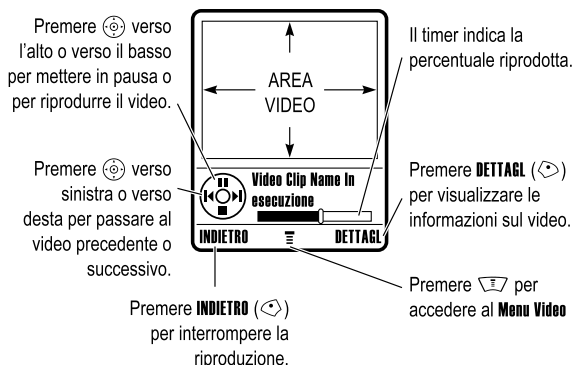 Premere verso
l'alto o verso il basso
per mettere in pausa o
per riprodurre il video.
Premere verso
sinistra o verso
desta per passare al
video precedente o
successivo.
AREA
VIDEO
Video Clip Name In
esecuzione
INDIETRO
DETTAGL
Il timer indica la
percentuale riprodotta.
Premere DETTAGL ( )
per visualizzare le
informazioni sul video.
Premere per
accedere al Menu Video
Premere INDIETRO ( )
per interrompere la
riproduzione.